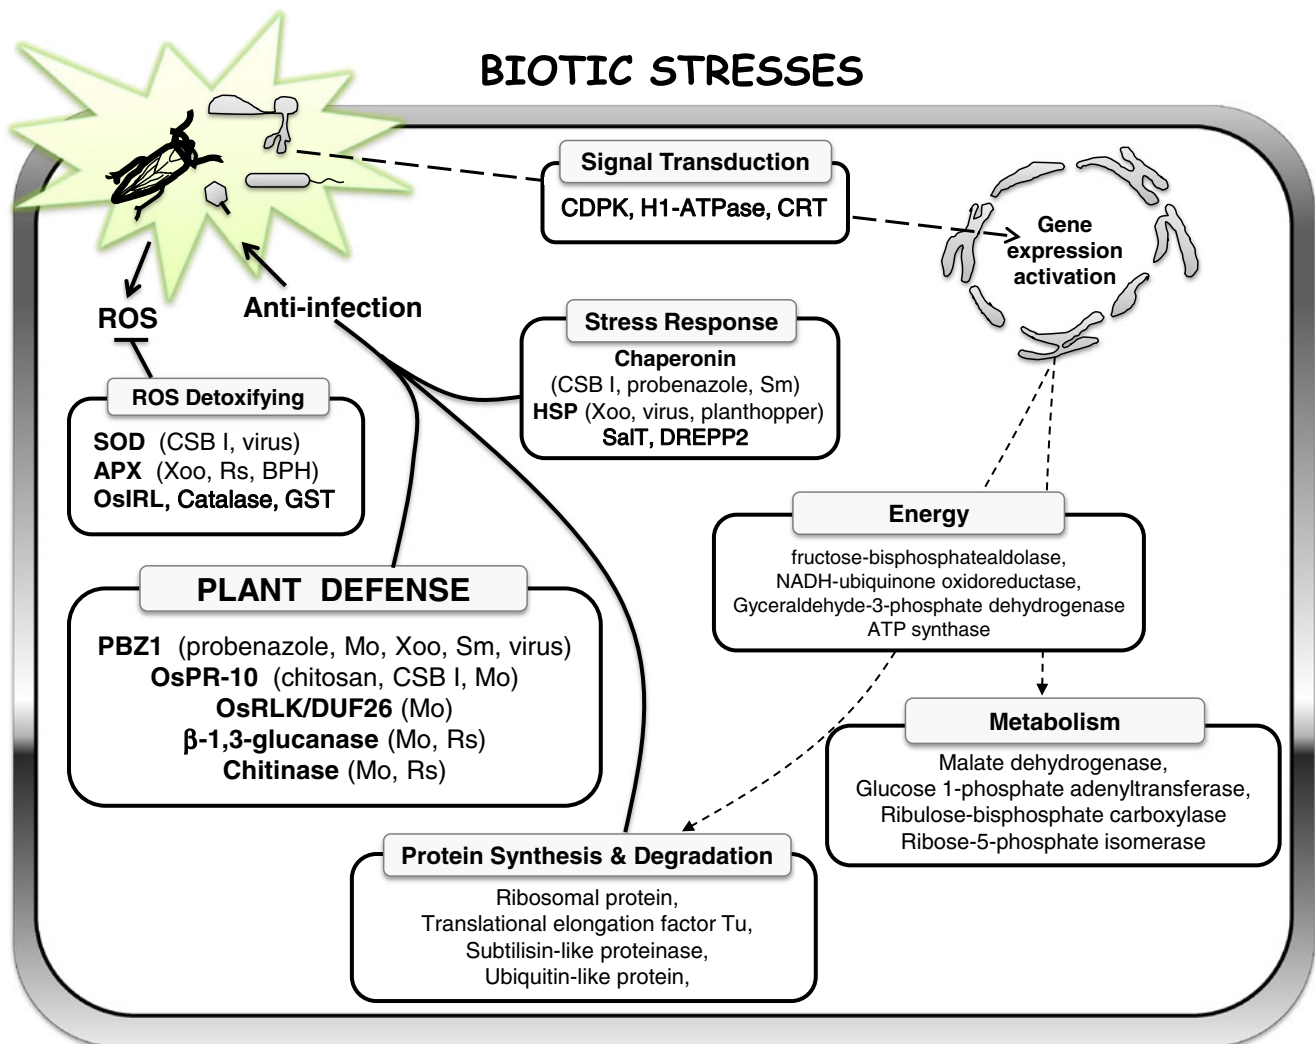 BIOTIC STRESSES
Signal Transduction
CDPK, H1-ATPase, CRT
Gene
expression
activation
ROS
Anti-infection
Stress Response
Chaperonin
(CSB I, probenazole, Sm)
HSP (Xoo, virus, planthopper)
SalT, DREPP2
ROS Detoxifying
SOD (CSB I, virus)
APX (Xoo, Rs, BPH)
OsIRL, Catalase, GST
Energy
fructose-bisphosphatealdolase,
NADH-ubiquinone oxidoreductase,
Gyceraldehyde-3-phosphate dehydrogenase
ATP synthase
PLANT DEFENSE
PBZ1 (probenazole, Mo, Xoo, Sm, virus)
OsPR-10 (chitosan, CSB I, Mo)
OsRLK/DUF26 (Mo)
β-1,3-glucanase (Mo, Rs)
Chitinase (Mo, Rs)
Metabolism
Malate dehydrogenase,
Glucose 1-phosphate adenyltransferase,
Ribulose-bisphosphate carboxylase
Ribose-5-phosphate isomerase
Protein Synthesis & Degradation
Ribosomal protein,
Translational elongation factor Tu,
Subtilisin-like proteinase,
Ubiquitin-like protein,